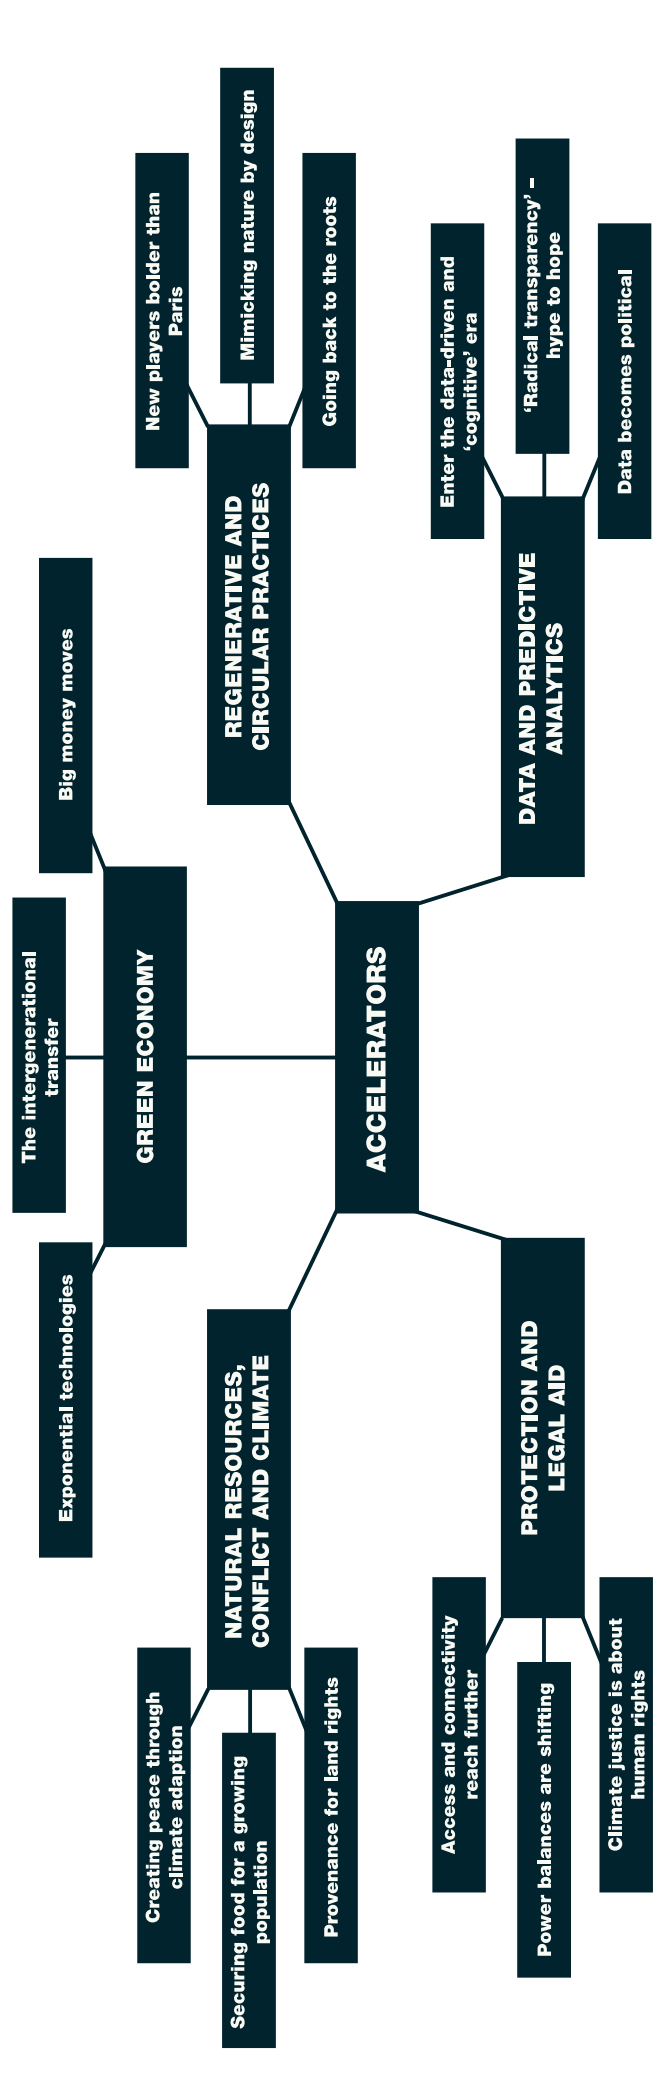 The intergenerational
transfer
Exponential technologies
Big money moves
GREEN ECONOMY
Creating peace through
climate adaption
Securing food for a growing
population
Provenance for land rights
NATURAL RESOURCES,
CONFLICT AND CLIMATE
REGENERATIVE AND
CIRCULAR PRACTICES
New players bolder than
Paris
Mimicking nature by design
Going back to the roots
ACCELERATORS
Access and connectivity
reach further
Power balances are shifting
Climate justice is about
human rights
PROTECTION AND
LEGAL AID
DATA AND PREDICTIVE
ANALYTICS
Enter the data-driven and
‘cognitive’ era
‘Radical transparency’ –
hype to hope
Data becomes political